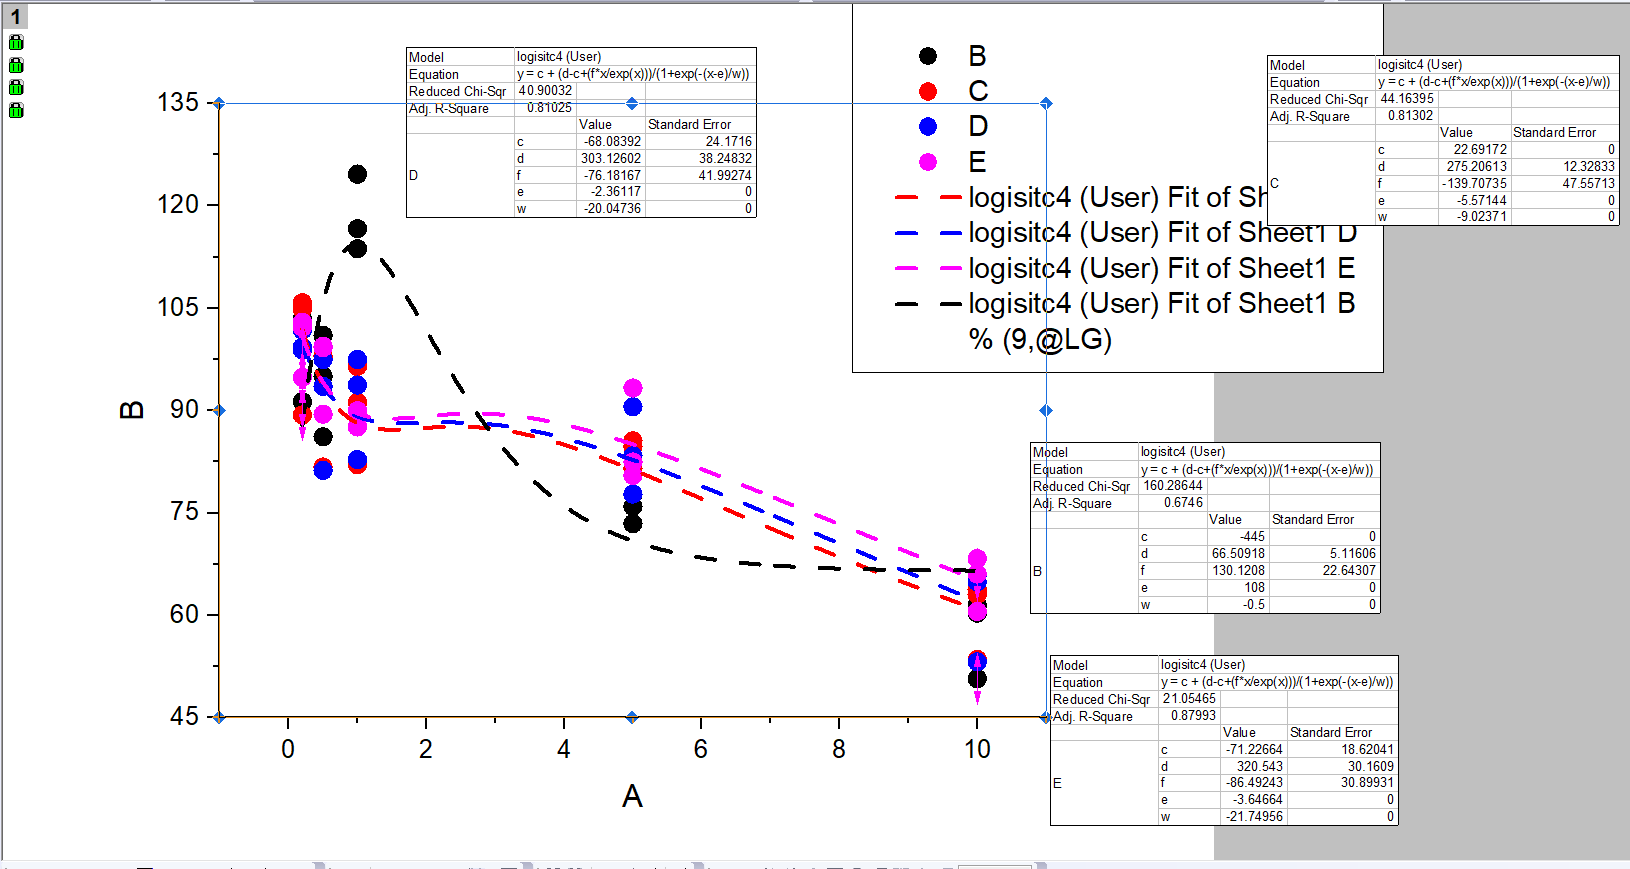 1
Model logisitc4 (User)
Equation y = c + (d-c+(f*x/exp(x)))/(1+exp(-(x-e)/w))
Reduced Chi-Sqr 40.90032
Adj. R-Square 0.81025
Value Standard Error
D
c -68.08392 24.1716
d 303.12602 38.24832
f -76.18167 41.99274
e -2.36117 0
w -20.04736 0
B
C
D
E
logisitc4 (User) Fit of Sh
logisitc4 (User) Fit of Sheet1 D
logisitc4 (User) Fit of Sheet1 E
logisitc4 (User) Fit of Sheet1 B
% (9,@LG)
Model logisitc4 (User)
Equation y = c + (d-c+(f*x/exp(x)))/(1+exp(-(x-e)/w))
Reduced Chi-Sqr 44.16395
Adj. R-Square 0.81302
Value Standard Error
C
c 22.69172 0
d 275.20613 12.32833
f -139.70735 47.55713
e -5.57144 0
w -9.02371 0
135
120
105
90
75
60
45
B
0 2 4 6 8 10
A
Model logisitc4 (User)
Equation y = c + (d-c+(f*x/exp(x)))/(1+exp(-(x-e)/w))
Reduced Chi-Sqr 160.28644
Adj. R-Square 0.6746
Value Standard Error
B
c -445 0
d 66.50918 5.11606
f 130.1208 22.64307
e 108 0
w -0.5 0
Model logisitc4 (User)
Equation y = c + (d-c+(f*x/exp(x)))/(1+exp(-(x-e)/w))
Reduced Chi-Sqr 21.05465
Adj. R-Square 0.87993
Value Standard Error
E
c -71.22664 18.62041
d 320.543 30.1609
f -86.49243 30.89931
e -3.64664 0
w -21.74956 0